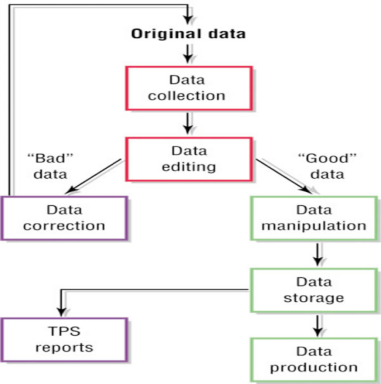 Original data
Data
collection
Data
editing
“Bad”
data
“Good”
data
Data
correction
Data
manipulation
Data
storage
TPS
reports
Data
production